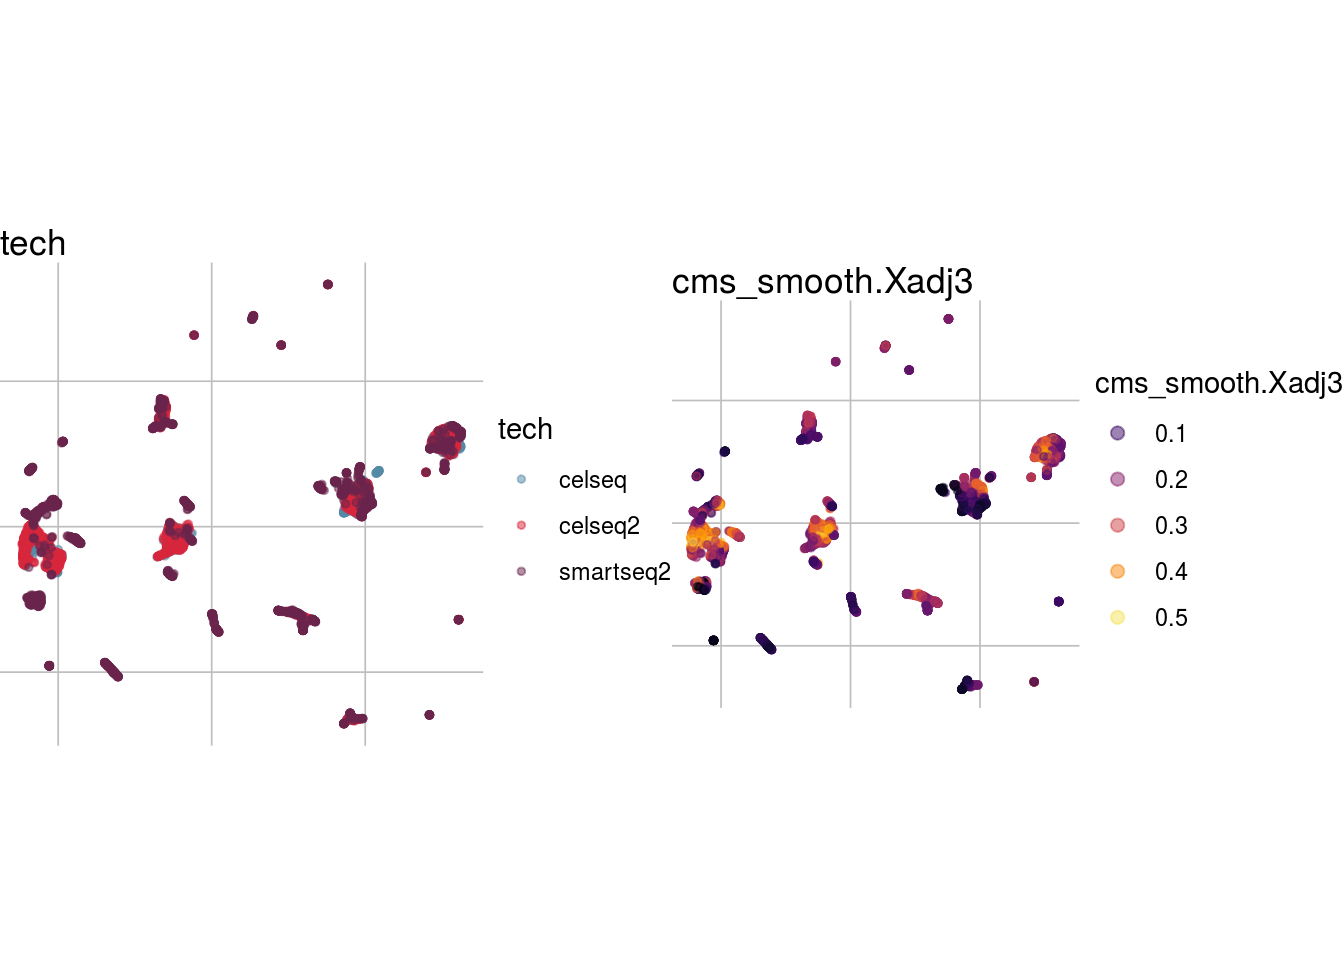 tech
tech
celseq
celseq2
smartseq2
cms_smooth.Xadj3
cms_smooth.Xadj3
0.1
0.2
0.3
0.4
0.5